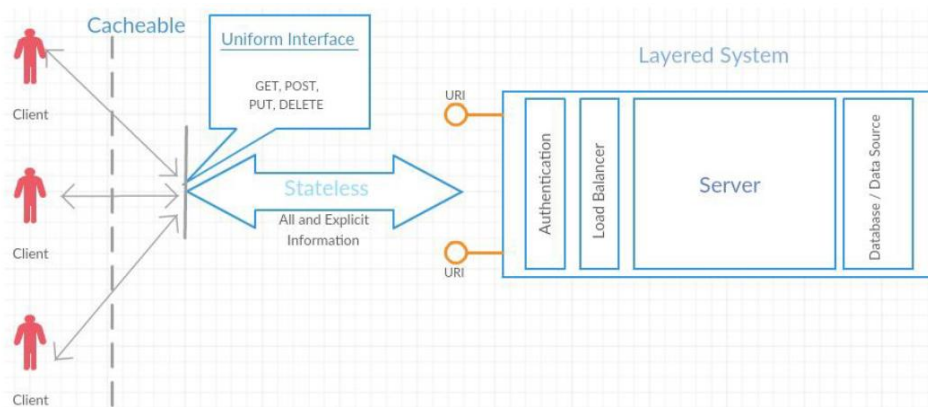 Cacheable
Client
Client
Client
Uniform Interface
GET, POST,
PUT, DELETE
Stateless
All and Explicit
Information
Layered System
URI
URI
Authentication
Load Balancer
Server
Database / Data Source